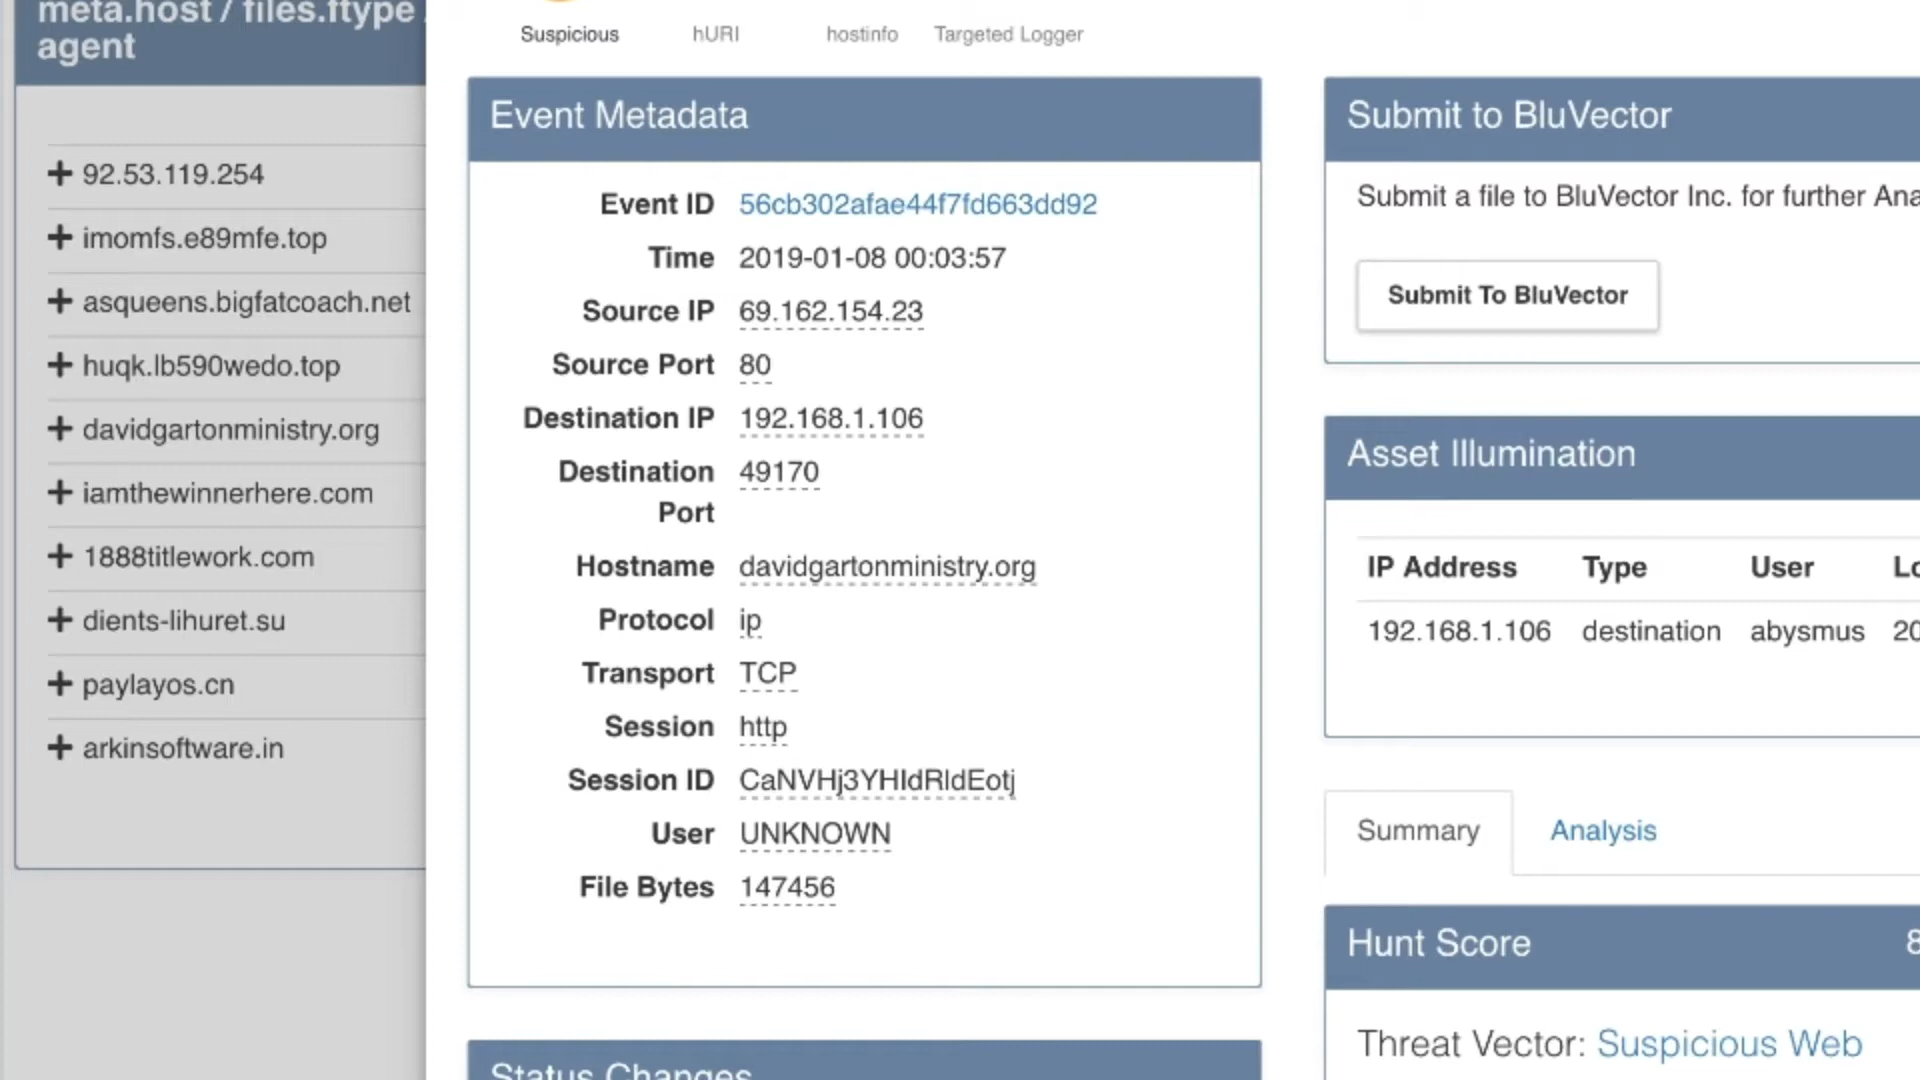 meta.host / files.ftype
agent
92.53.119.254
imomfs.e89mfe.top
asqueens.bigfatcoach.net
huqk.lb590wedo.top
davidgartonministry.org
iamthewinnerhere.com
1888titlework.com
dients-lihuret.su
paylayos.cn
arkinsoftware.in
Suspicious hURI hostinfo Targeted Logger
Event Metadata
Event ID 56cb302afae44f7fd663dd92
Time 2019-01-08 00:03:57
Source IP 69.162.154.23
Source Port 80
Destination IP 192.168.1.106
Destination 49170
Port
Hostname davidgartonministry.org
Protocol ip
Transport TCP
Session http
Session ID CaNVHj3YHIdRldEotj
User UNKNOWN
File Bytes 147456
Status Changes
Submit to BluVector
Submit a file to BluVector Inc. for further Ana
Submit To BluVector
Asset Illumination
IP Address Type User Lo
192.168.1.106 destination abysmus 20
Summary Analysis
Hunt Score 8
Threat Vector: Suspicious Web